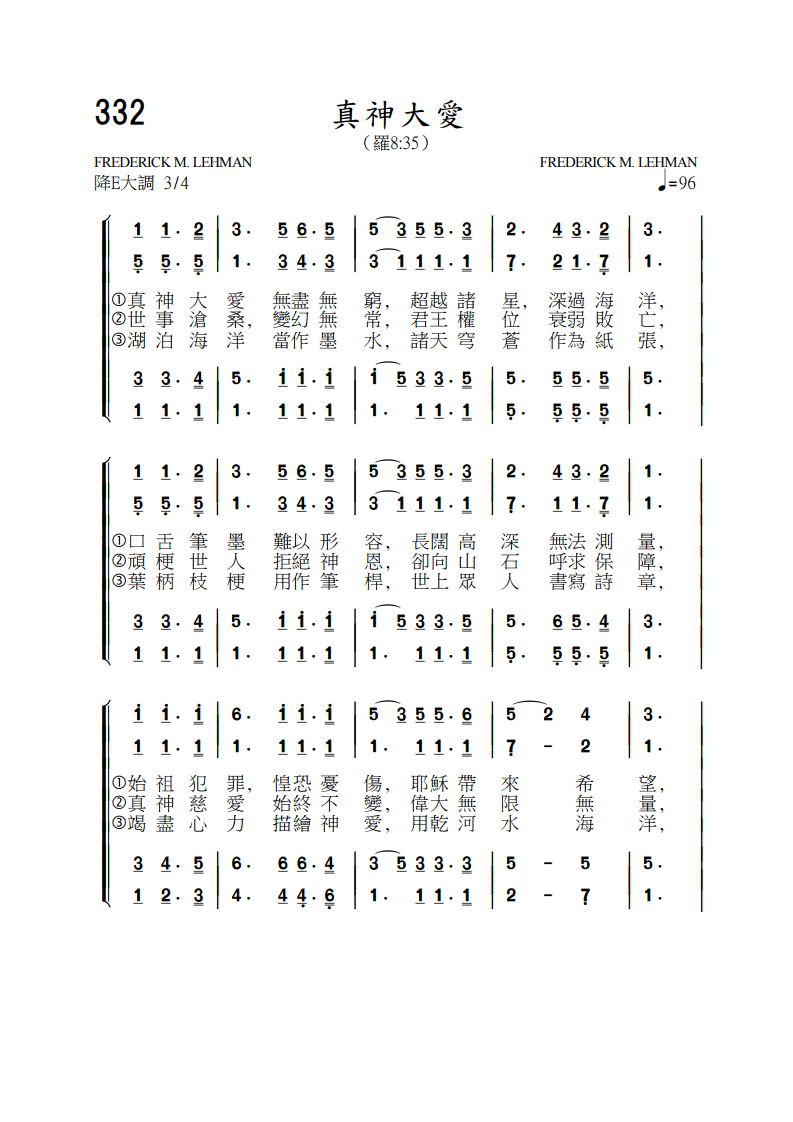 332
真神大愛
（羅8:35）
FREDERICK M. LEHMAN FREDERICK M. LEHMAN
降E大調 3/4 ♩=96
1 1. 2 | 3. 5 6. 5 | 5 3 5 5. 3 | 2. 4 3. 2 | 3.
5 5. 5 | 1. 3 4. 3 | 3 1 1 1. 1 | 7. 2 1. 7 | 1.
①真 神 大 愛 無盡 無 窮, 超越 諸 星, 深過 海 洋,
②世 事 滄 桑, 變幻 無 常, 君王 權 位 衰弱 敗 亡,
③湖 泊 海 洋 當作 墨 水, 諸天 穹 蒼 作為 紙 張,
3 3. 4 | 5. 1 1. 1 | 1 5 3 3. 5 | 5. 5 5. 5 | 5.
1 1. 1 | 1. 1 1. 1 | 1. 1 1. 1 | 5. 5 5. 5 | 1.
1 1. 2 | 3. 5 6. 5 | 5 3 5 5. 3 | 2. 4 3. 2 | 1.
5 5. 5 | 1. 3 4. 3 | 3 1 1 1. 1 | 7. 1 1. 7 | 1.
①口 舌 筆 墨 難以 形 容, 長闊 高 深 無法 測 量,
②頑 梗 世 人 拒絕 神 恩, 卻向 山 石 呼求 保 障,
③葉 柄 枝 梗 用作 筆 桿, 世上 眾 人 書寫 詩 章,
3 3. 4 | 5. 1 1. 1 | 1 5 3 3. 5 | 5. 6 5. 4 | 3.
1 1. 1 | 1. 1 1. 1 | 1. 1 1. 1 | 5. 5 5. 5 | 1.
1 1. 1 | 6. 1 1. 1 | 5 3 5 5. 6 | 5 2 4 | 3.
1 1. 1 | 1. 1 1. 1 | 1. 1 1. 1 | 7 - 2 | 1.
①始 祖 犯 罪, 惶恐 憂 傷, 耶穌 帶 來 希 望,
②真 神 慈 愛 始終 不 變, 偉大 無 限 無 量,
③竭 盡 心 力 描繪 神 愛, 用乾 河 水 海 洋,
3 4. 5 | 6. 6 6. 4 | 3 5 3 3. 3 | 5 - 5 | 5.
1 2. 3 | 4. 4 4. 6 | 1. 1 1. 1 | 2 - 7 | 1.